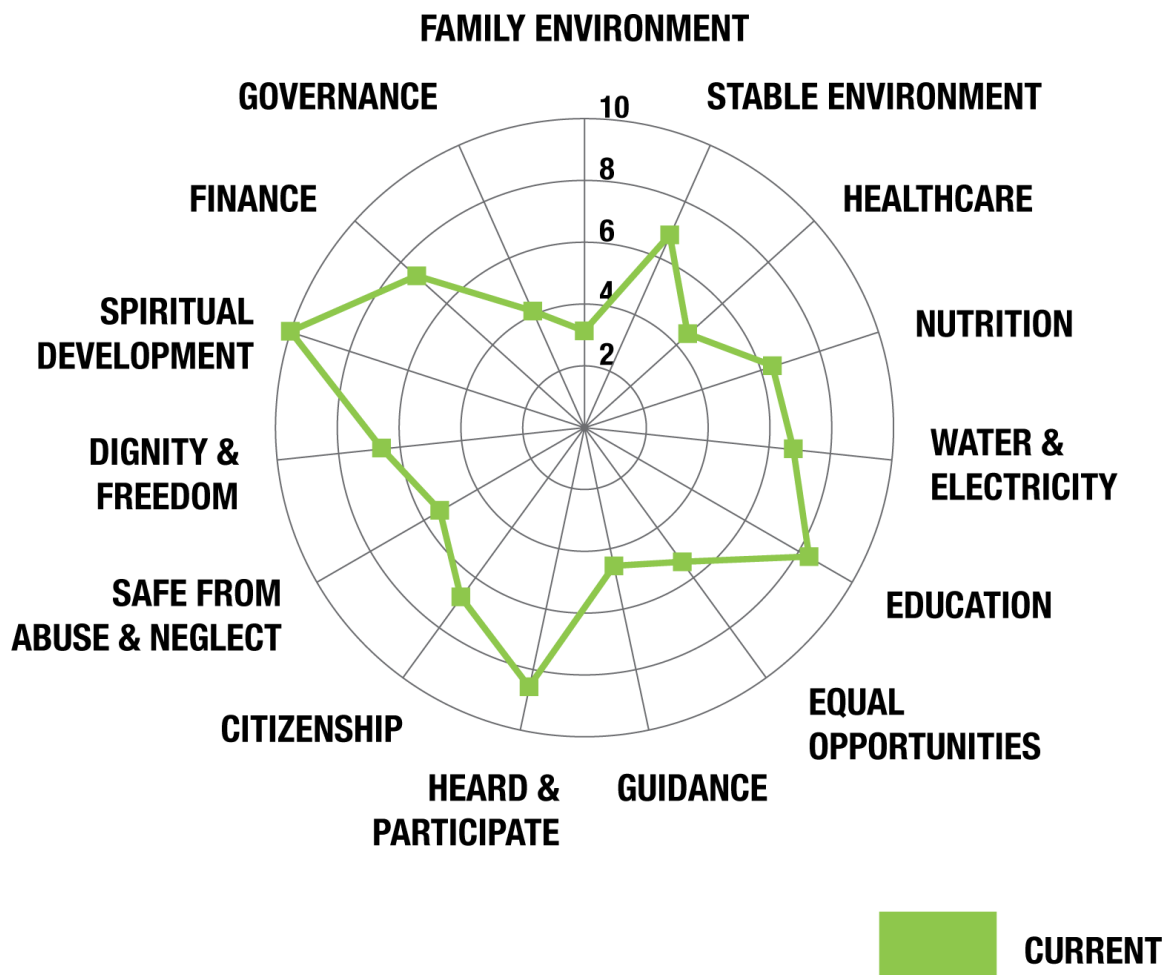 FAMILY ENVIRONMENT
GOVERNANCE
STABLE ENVIRONMENT
10
8
6
4
2
FINANCE
HEALTHCARE
SPIRITUAL
DEVELOPMENT
NUTRITION
DIGNITY &
FREEDOM
WATER &
ELECTRICITY
SAFE FROM
ABUSE & NEGLECT
EDUCATION
CITIZENSHIP
EQUAL
OPPORTUNITIES
HEARD &
PARTICIPATE
GUIDANCE
CURRENT